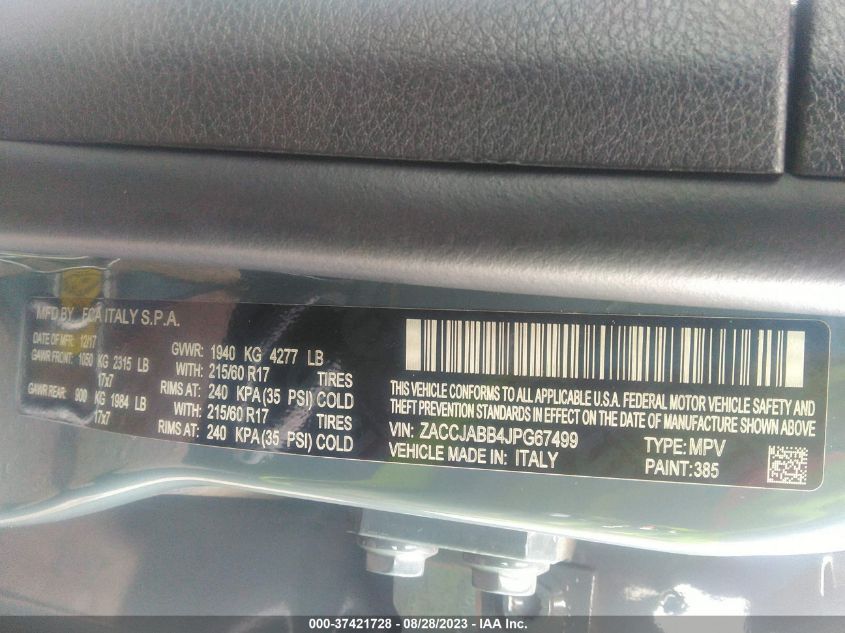 MFD BY FCA ITALY S.P.A.
DATE OF MFR: 12/17
GAWR FRONT: 1050 KG 2315 LB
17x7
GAWR REAR: 900 KG 1984 LB
17x7
GVWR: 1940 KG 4277 LB
WITH: 215/60 R17 TIRES
RIMS AT: 240 KPA(35 PSI) COLD
WITH: 215/60 R17 TIRES
RIMS AT: 240 KPA(35 PSI) COLD
THIS VEHICLE CONFORMS TO ALL APPLICABLE U.S.A. FEDERAL MOTOR VEHICLE SAFETY AND
THEFT PREVENTION STANDARDS IN EFFECT ON THE DATE OF MANUFACTURE SHOWN ABOVE
VIN: ZACCJABB4JPG67499 TYPE: MPV
VEHICLE MADE IN: ITALY PAINT: 385
000-37421728 - 08/28/2023 - IAA Inc.